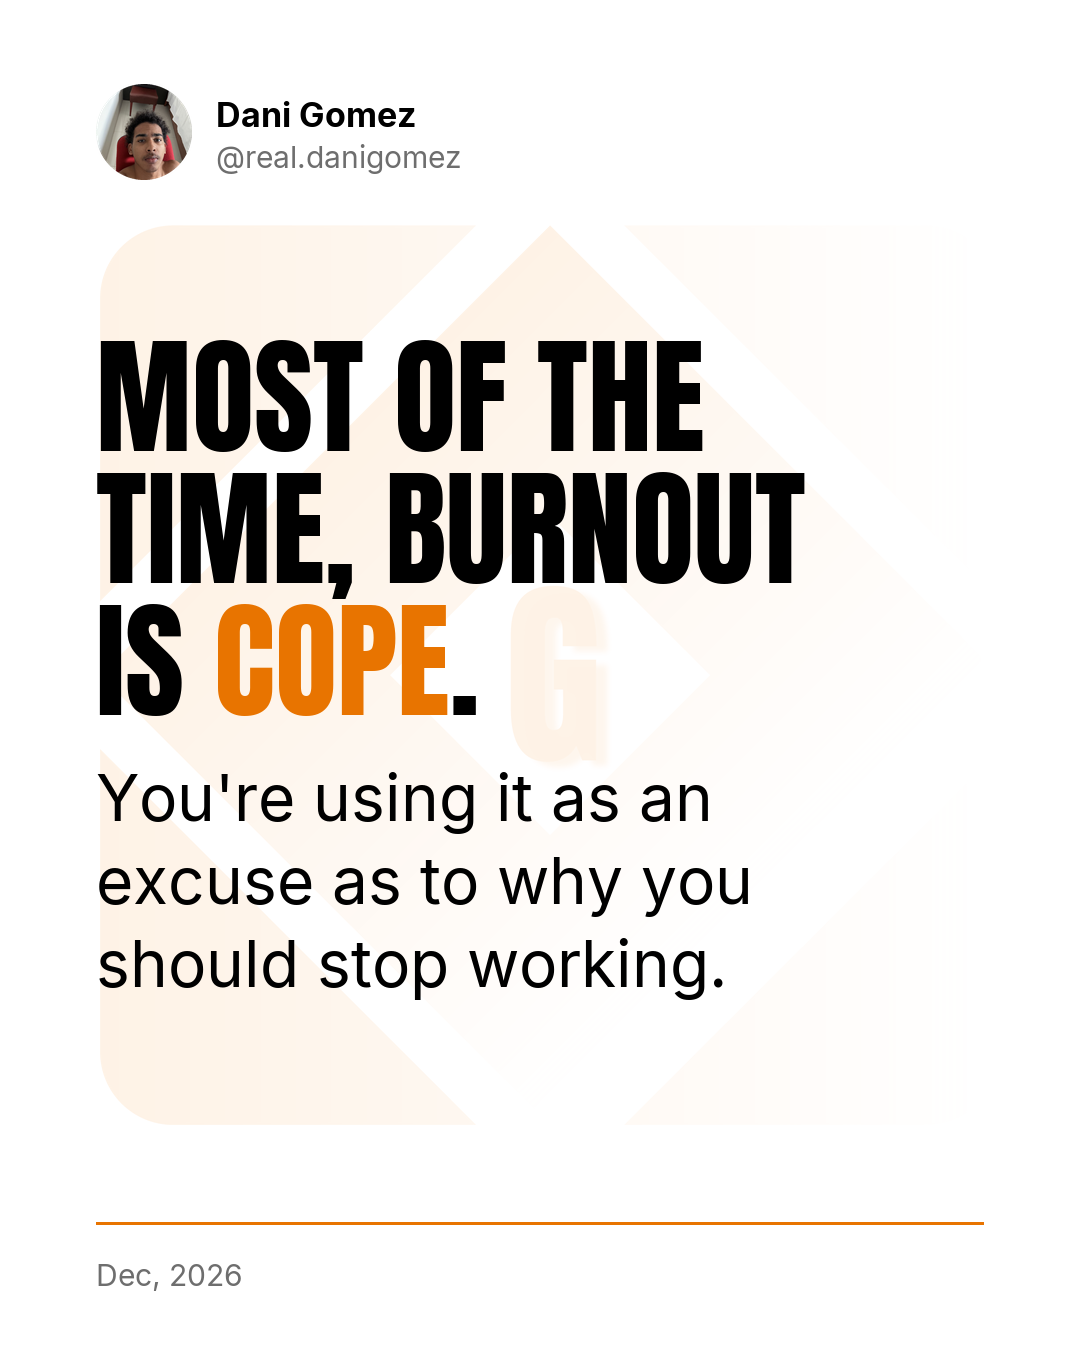 Dani Gomez
@real.danigomez
MOST OF THE
TIME, BURNOUT
IS COPE.
G
You're using it as an
excuse as to why you
should stop working.
Dec, 2026